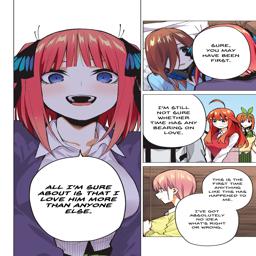 ALL I'M SURE
ABOUT IS THAT I
LOVE HIM MORE
THAN ANYONE
ELSE.
SURE,
YOU MAY
HAVE BEEN
FIRST.
I'M STILL
NOT SURE
WHETHER
TIME HAS ANY
BEARING ON
LOVE.
THIS IS THE
FIRST TIME
ANYTHING
LIKE THIS HAS
HAPPENED TO
ME.
I'VE GOT
ABSOLUTELY
NO IDEA
WHAT'S RIGHT
OR WRONG.